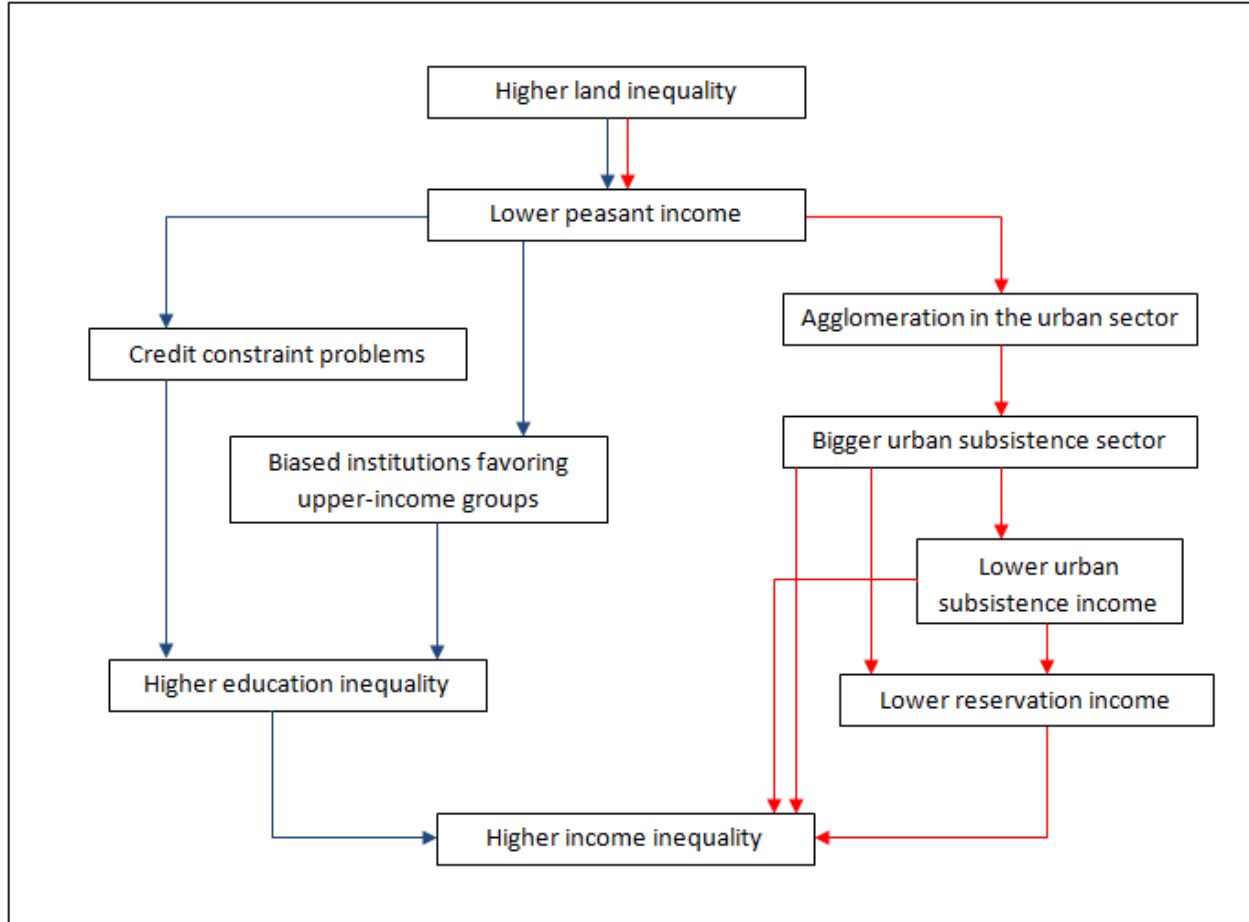 Higher land inequality
Lower peasant income
Agglomeration in the urban sector
Credit constraint problems
Bigger urban subsistence sector
Biased institutions favoring
upper-income groups
Lower urban
subsistence income
Higher education inequality
Lower reservation income
Higher income inequality